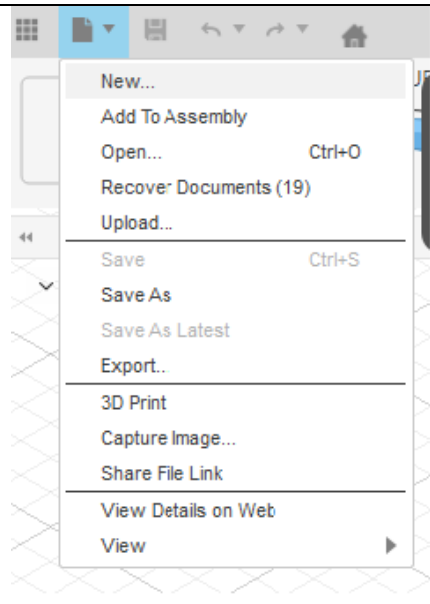 New...
Add To Assembly
Open... Ctrl+O
Recover Documents (19)
Upload...
Save Ctrl+S
Save As
Save As Latest
Export...
3D Print
Capture Image...
Share File Link
View Details on Web
View